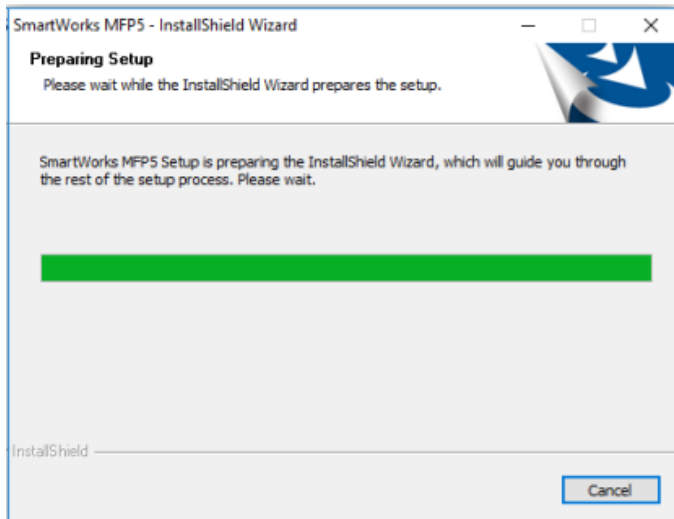 SmartWorks MFP5 - InstallShield Wizard
Preparing Setup
Please wait while the InstallShield Wizard prepares the setup.
SmartWorks MFP5 Setup is preparing the InstallShield Wizard, which will guide you through
the rest of the setup process. Please wait.
InstallShield
Cancel